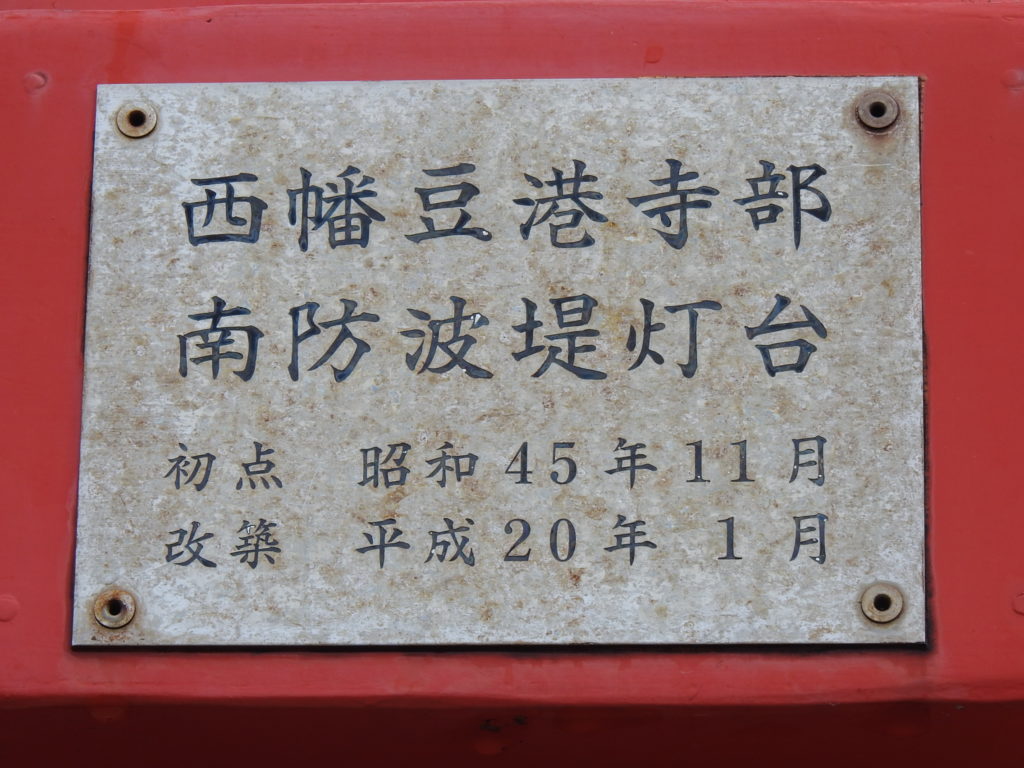 西幡豆港寺部
南防波堤灯台
初点 昭和45年11月
改築 平成20年 1月